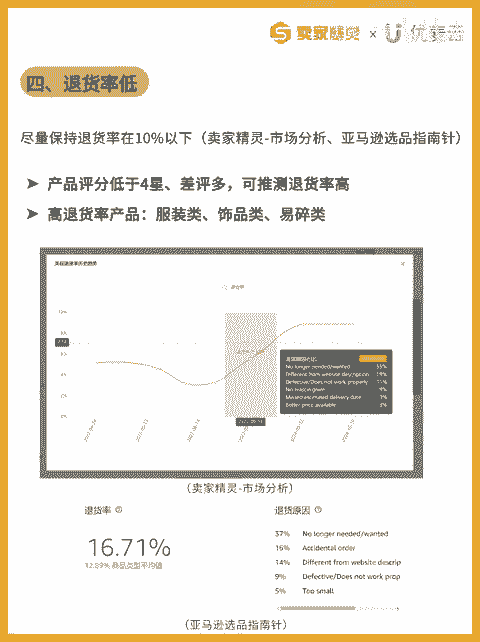 卖家精灵 x 优麦云
四、退货率低
尽量保持退货率在10%以下（卖家精灵-市场分析、亚马逊选品指南针）
➤ 产品评分低于4星、差评多，可推测退货率高
➤ 高退货率产品：服装类、饰品类、易碎类
退货率
No longer needed/wanted
Different from website description
Defective/Does not work properly
No reason given
Missed estimated delivery date
Better price available
（卖家精灵-市场分析）
退货率
16.71%
12.89% 商品类型平均值
退货原因
37% No longer needed/wanted
16% Accidental order
14% Different from website descrip
9% Defective/Does not work prop
5% Too small
（亚马逊选品指南针）